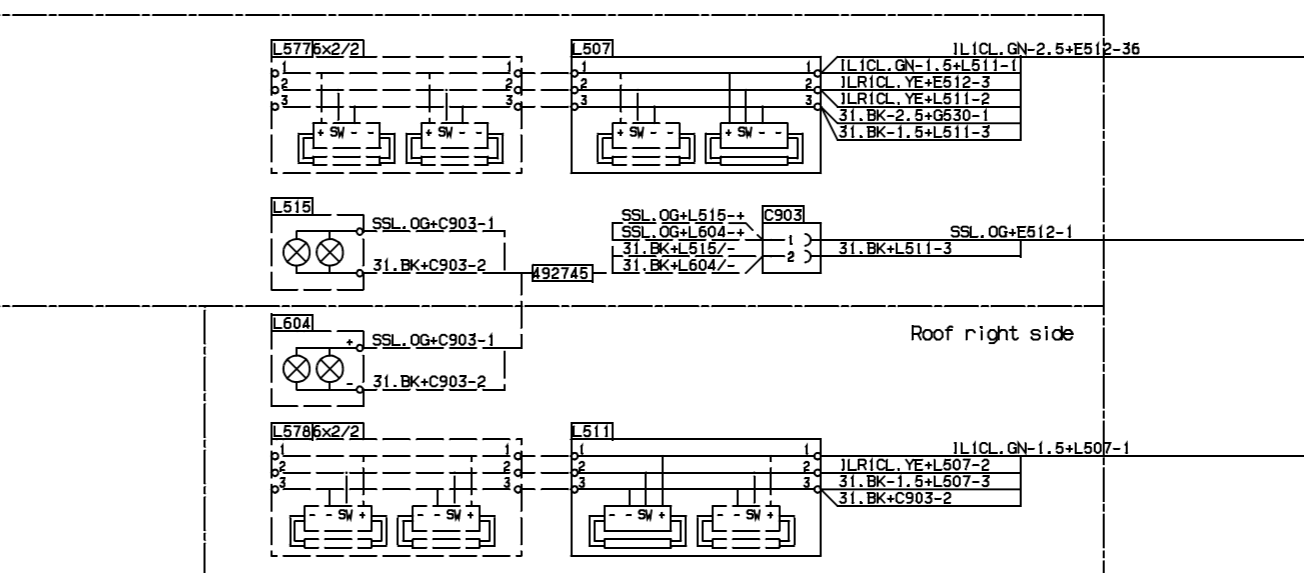 L577 6x2/2 L507 IL1CL.GN-2.5+E512-36
1 1 1 1 IL1CL.GN-1.5+L511-1
2 2 2 2 ILR1CL.YE+E512-3
3 3 3 3 ILR1CL.YE+L511-2
31.BK-2.5+G530-1
+ SW - - + SW - - + SW - - + SW - - 31.BK-1.5+L511-3
L515 SSL.OG+L515-+ C903
SSL.OG+C903-1 SSL.OG+L604-+ 1 SSL.OG+E512-1
31.BK+L515/- 2 31.BK+L511-3
31.BK+C903-2 492745 31.BK+L604/-
L604 Roof right side
+ SSL.OG+C903-1
- 31.BK+C903-2
L578 6x2/2 L511
1 1 1 1 IL1CL.GN-1.5+L507-1
2 2 2 2 ILR1CL.YE+L507-2
3 3 3 3 31.BK-1.5+L507-3
31.BK+C903-2
- - SW + - - SW + - - SW + - - SW +